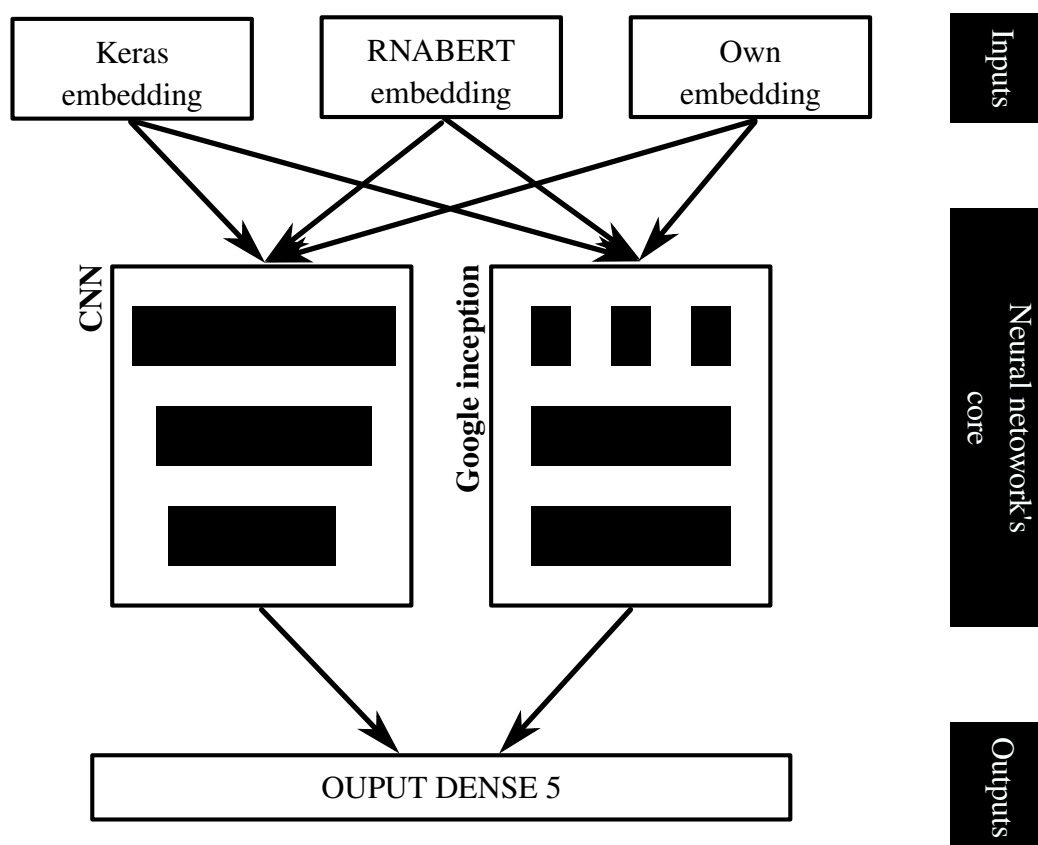 Keras
embedding
RNABERT
embedding
Own
embedding
Inputs
CNN
Google inception
Neural netowork's
core
OUPUT DENSE 5
Outputs